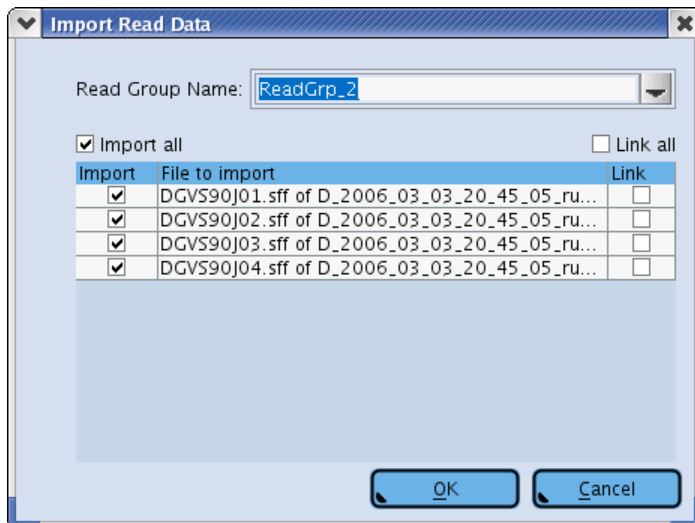 Import Read Data
Read Group Name: ReadGrp_2
Import all Link all
Import File to import Link
DGVS90J01.sff of D_2006_03_03_20_45_05_ru...
DGVS90J02.sff of D_2006_03_03_20_45_05_ru...
DGVS90J03.sff of D_2006_03_03_20_45_05_ru...
DGVS90J04.sff of D_2006_03_03_20_45_05_ru...
OK Cancel